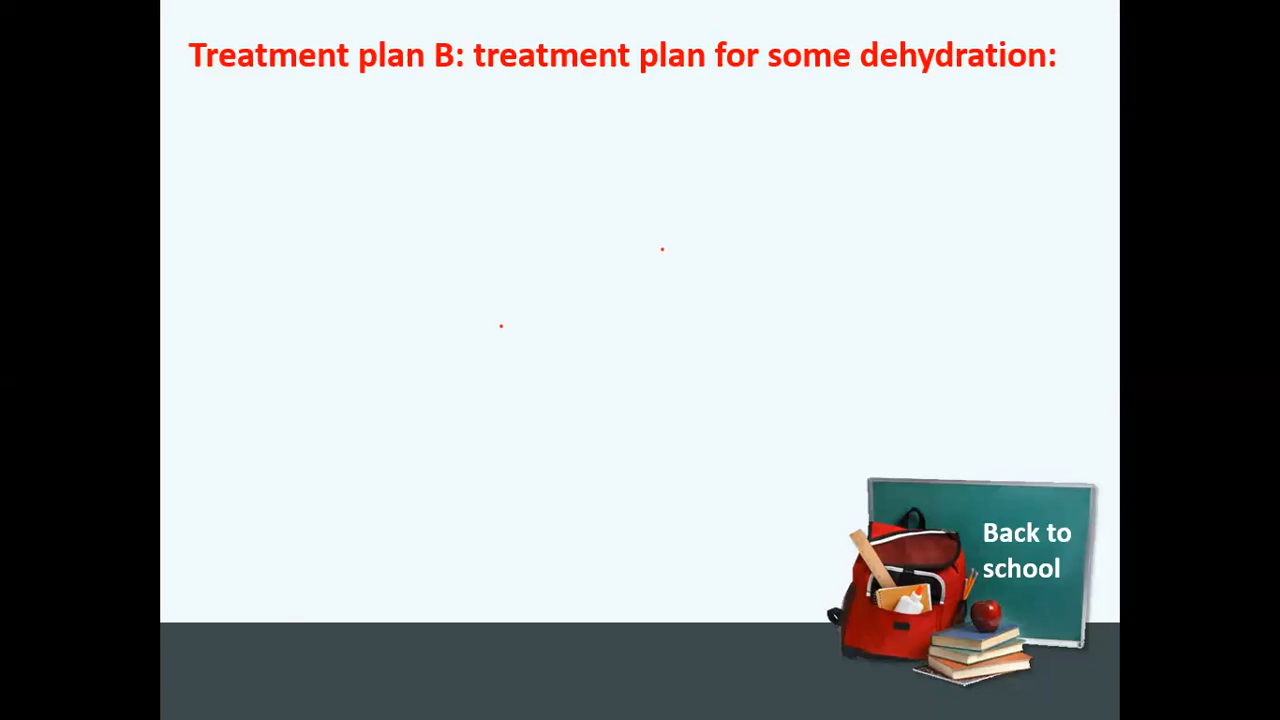 Treatment plan B: treatment plan for some dehydration:
Back to
school